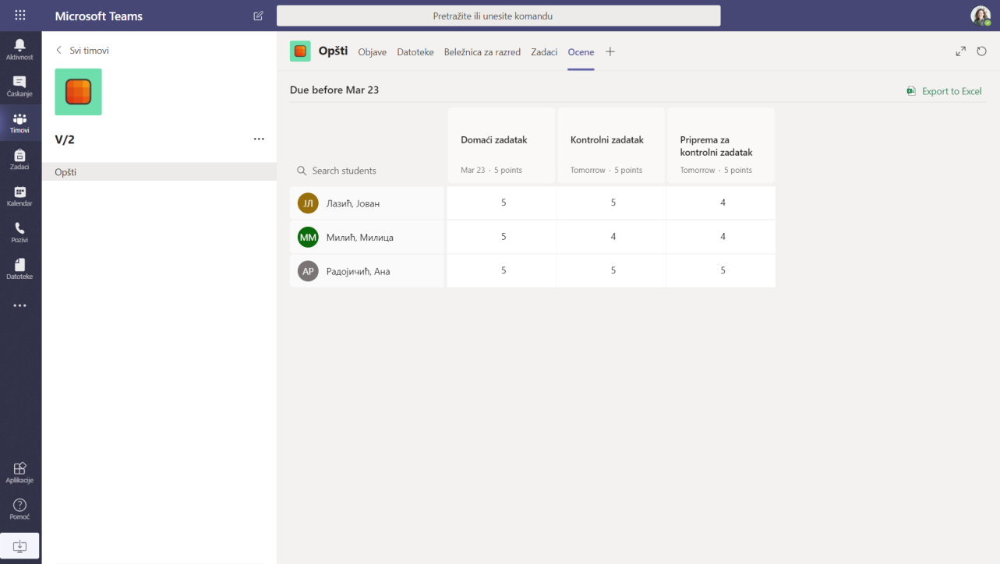 Microsoft Teams
Pretražite ili unesite komandu
Aktivnost
Ćaskanje
Timovi
Zadaci
Kalendar
Pozivi
Datoteke
Aplikacije
Pomoć
Svi timovi
V/2
Opšti
Opšti Objave Datoteke Beležnica za razred Zadaci Ocene
Due before Mar 23
Export to Excel
Search students
Domaći zadatak
Mar 23 · 5 points
Kontrolni zadatak
Tomorrow · 5 points
Priprema za
kontrolni zadatak
Tomorrow · 5 points
ЈЛ Лазић, Јован 5 5 4
ММ Милић, Милица 5 4 4
АР Радојичић, Ана 5 5 5